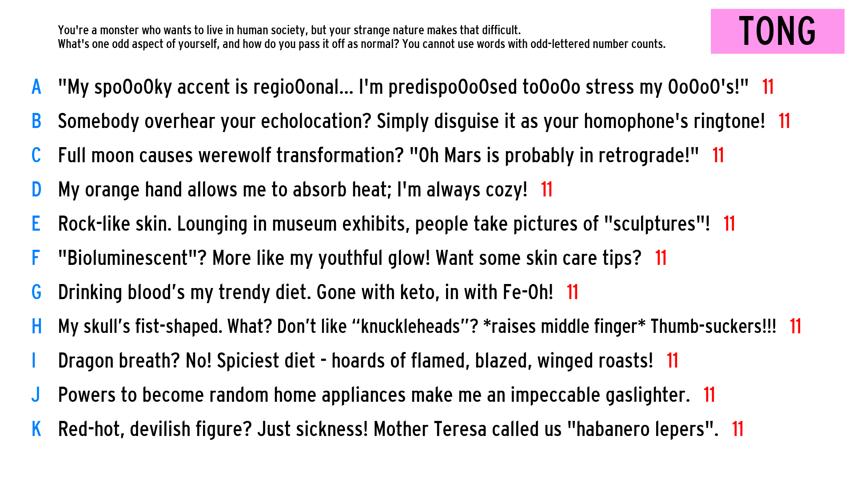 You're a monster who wants to live in human society, but your strange nature makes that difficult.
What's one odd aspect of yourself, and how do you pass it off as normal? You cannot use words with odd-lettered number counts.
TONG
A "My spoOoOky accent is regioOonal... I'm predispoOoOsed toOoOo stress my OoOoO's!" 11
B Somebody overhear your echolocation? Simply disguise it as your homophone's ringtone! 11
C Full moon causes werewolf transformation? "Oh Mars is probably in retrograde!" 11
D My orange hand allows me to absorb heat; I'm always cozy! 11
E Rock-like skin. Lounging in museum exhibits, people take pictures of "sculptures"! 11
F "Bioluminescent"? More like my youthful glow! Want some skin care tips? 11
G Drinking blood's my trendy diet. Gone with keto, in with Fe-Oh! 11
H My skull's fist-shaped. What? Don't like “knuckleheads”? *raises middle finger* Thumb-suckers!!! 11
I Dragon breath? No! Spiciest diet - hoards of flamed, blazed, winged roasts! 11
J Powers to become random home appliances make me an impeccable gaslighter. 11
K Red-hot, devilish figure? Just sickness! Mother Teresa called us "habanero lepers". 11